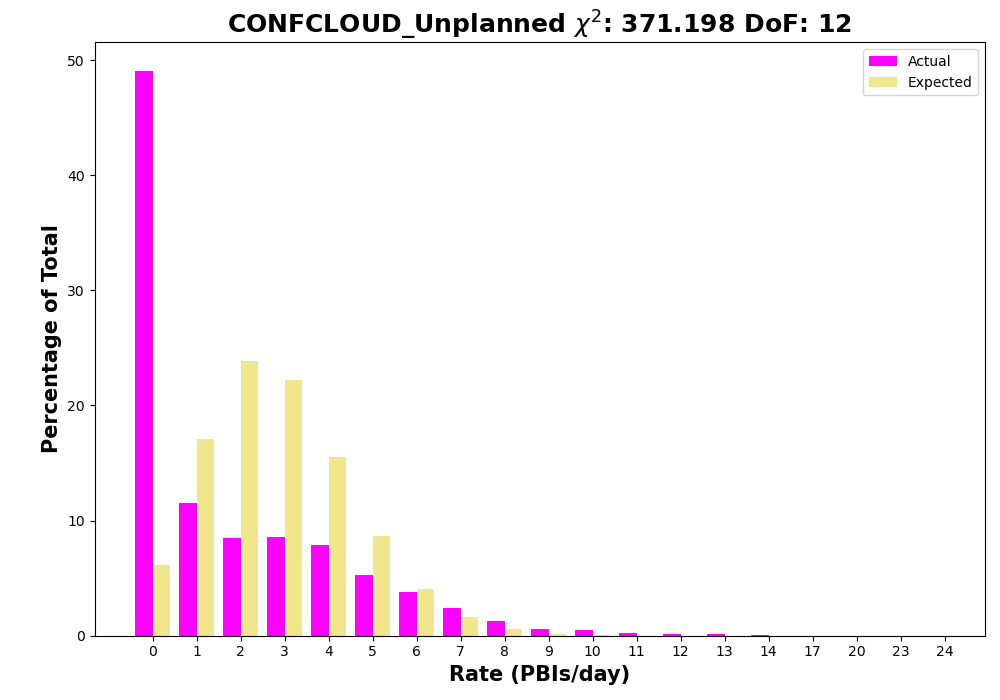 CONFCLOUD_Unplanned χ²: 371.198 DoF: 12
Actual
Expected
50
40
30
20
10
0
Percentage of Total
0 1 2 3 4 5 6 7 8 9 10 11 12 13 14 17 20 23 24
Rate (PBIs/day)